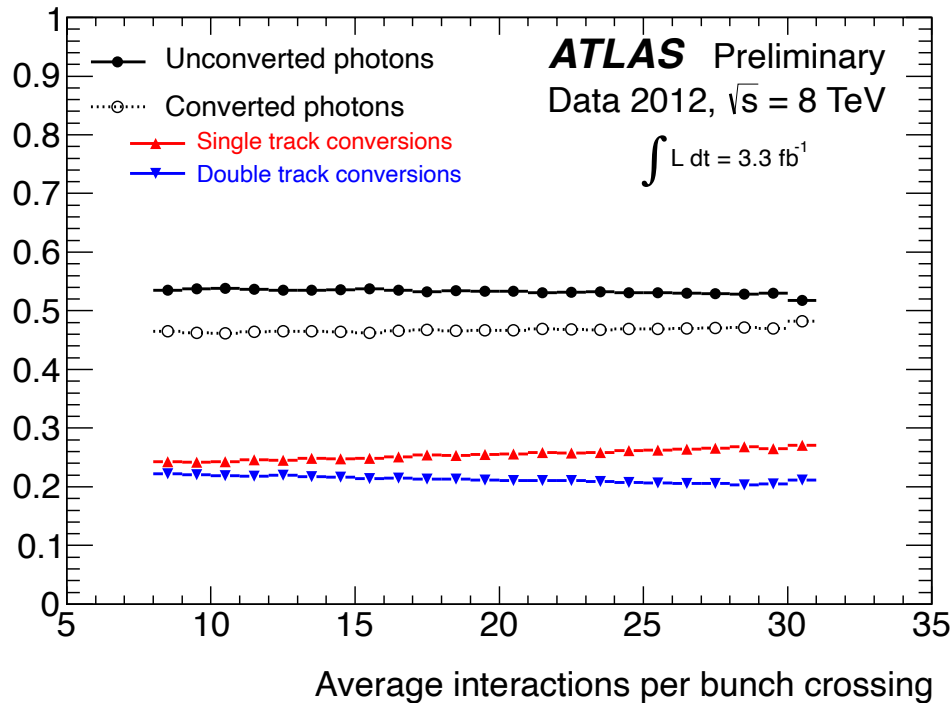 1
0.9
0.8
0.7
0.6
0.5
0.4
0.3
0.2
0.1
0
Unconverted photons
Converted photons
Single track conversions
Double track conversions
ATLAS Preliminary
Data 2012, √s = 8 TeV
∫ L dt = 3.3 fb⁻¹
5 10 15 20 25 30 35
Average interactions per bunch crossing